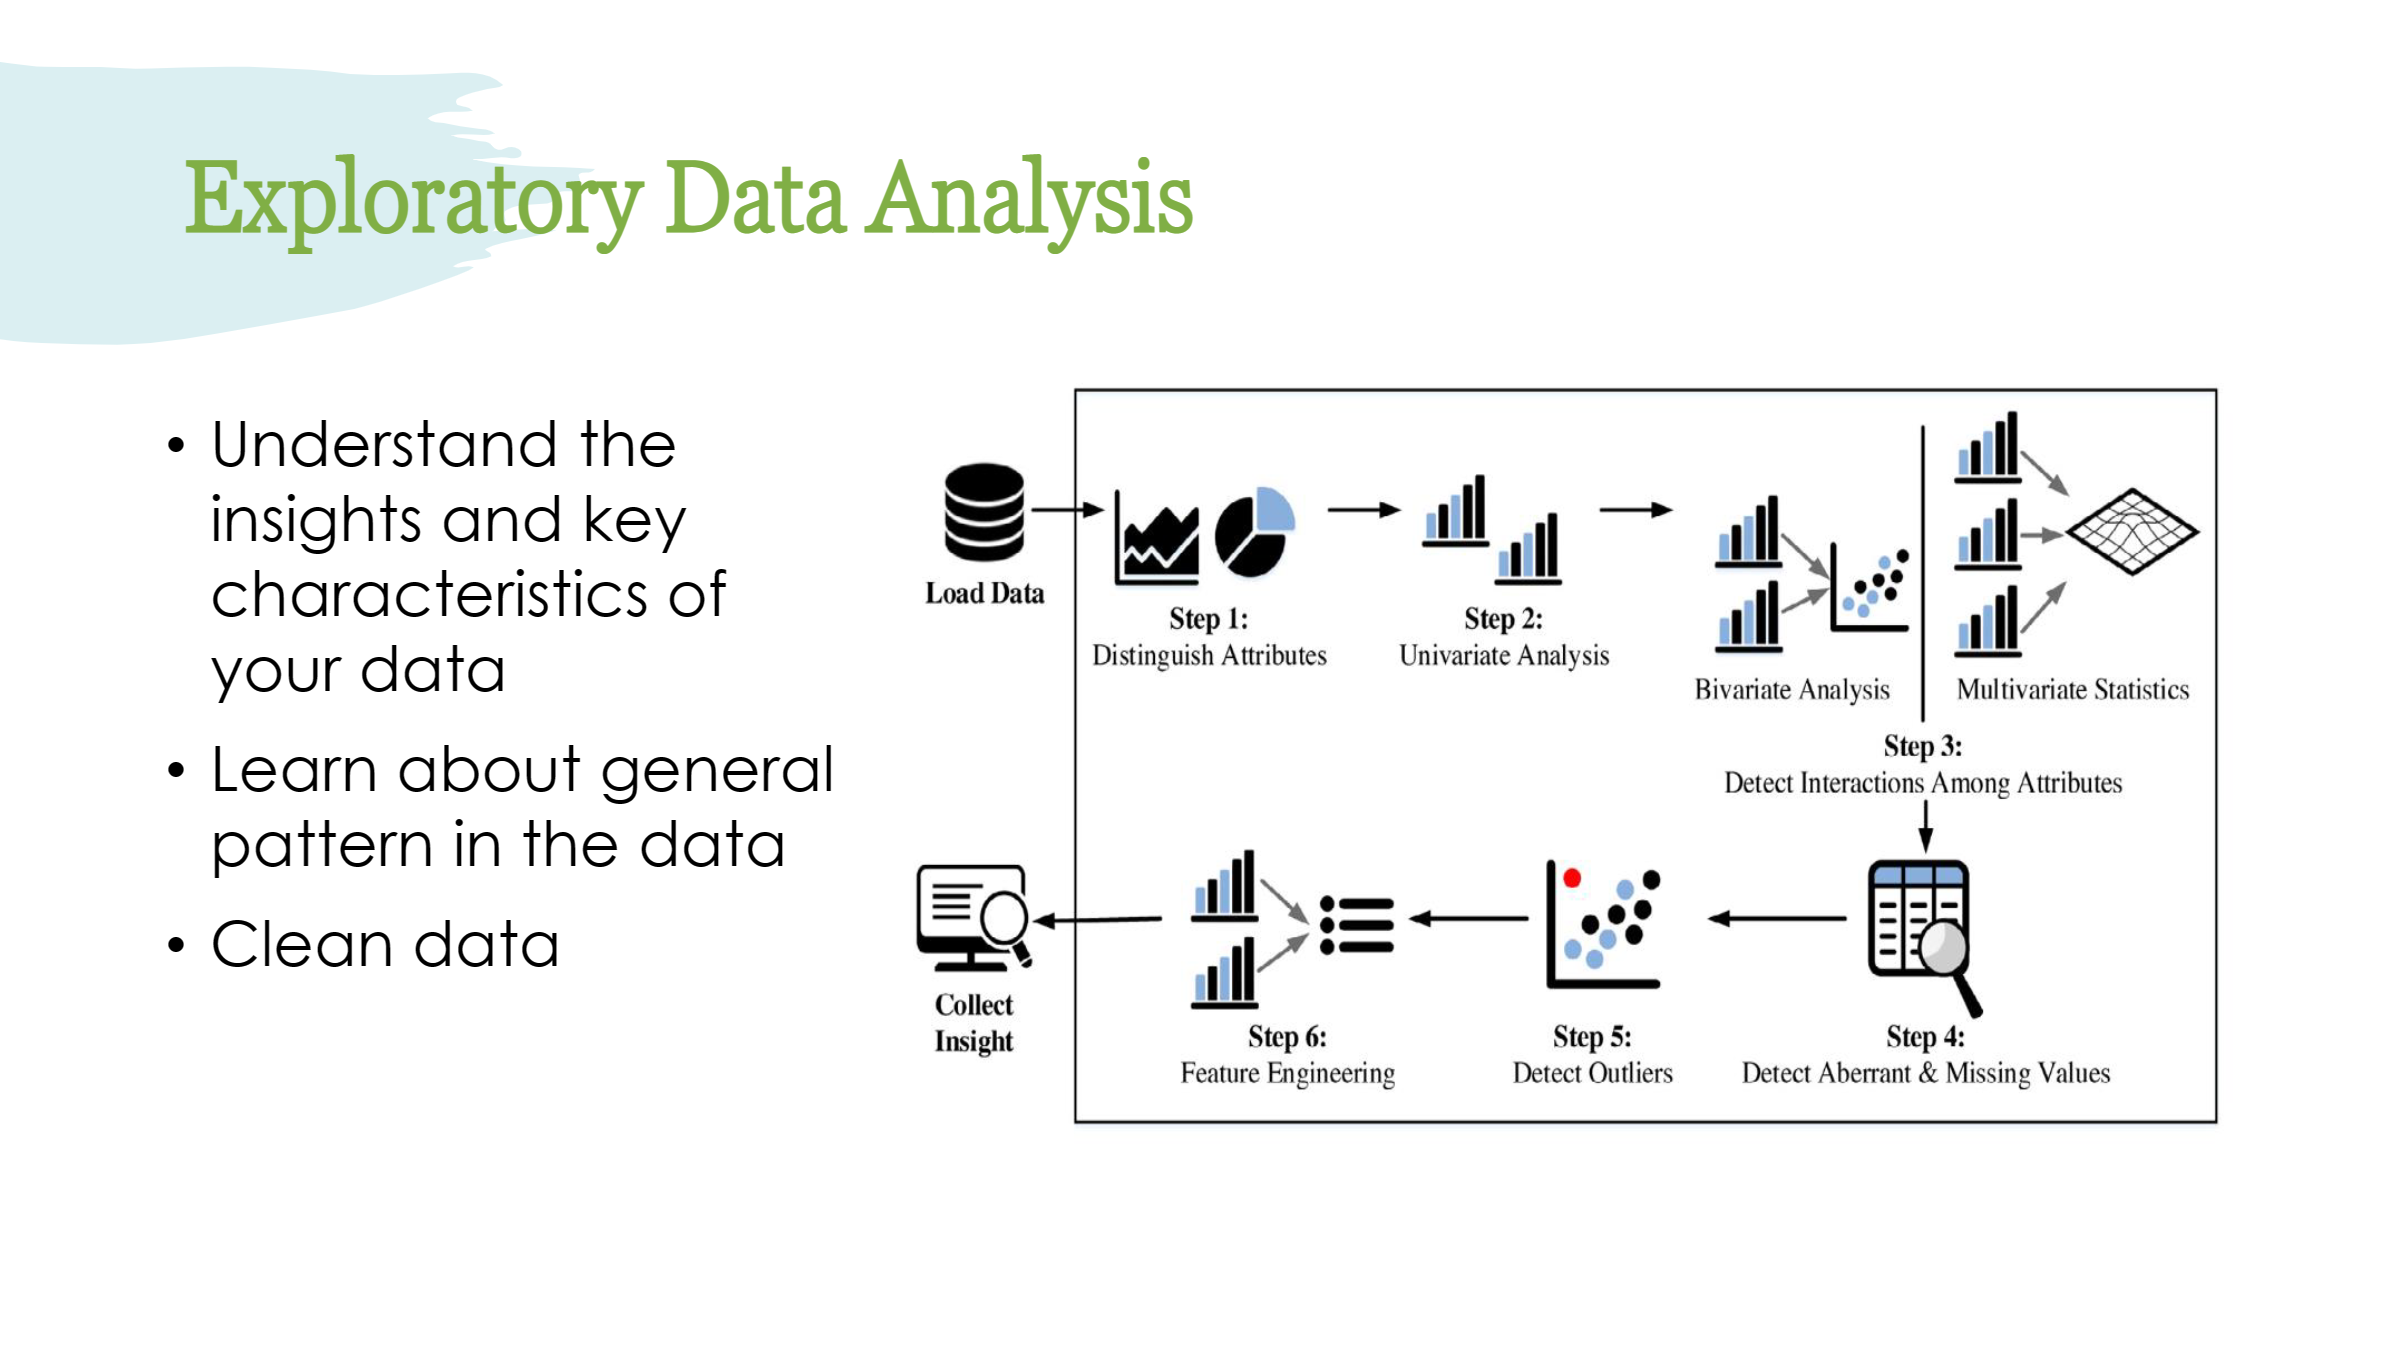 Exploratory Data Analysis
• Understand the
insights and key
characteristics of
your data
• Learn about general
pattern in the data
• Clean data
Load Data
Step 1:
Distinguish Attributes
Step 2:
Univariate Analysis
Bivariate Analysis
Multivariate Statistics
Step 3:
Detect Interactions Among Attributes
Step 4:
Detect Aberrant & Missing Values
Step 5:
Detect Outliers
Step 6:
Feature Engineering
Collect
Insight